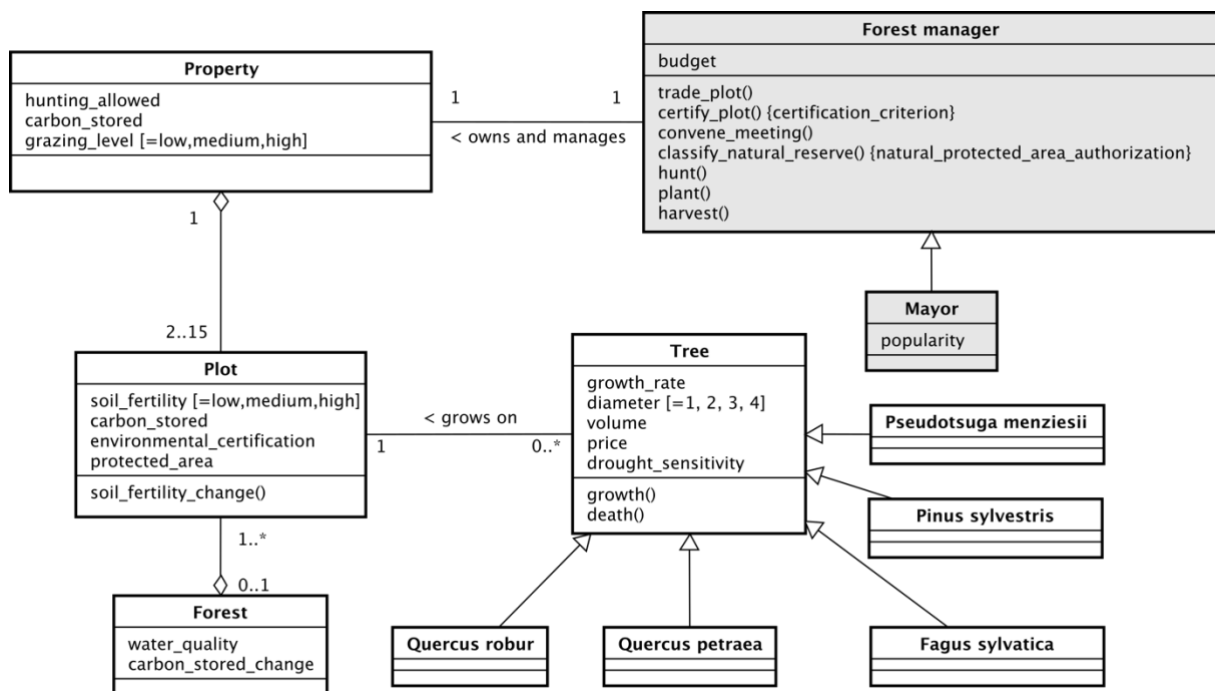 Forest manager
budget
trade_plot()
certify_plot() {certification_criterion}
convene_meeting()
classify_natural_reserve() {natural_protected_area_authorization}
hunt()
plant()
harvest()
Property
hunting_allowed
carbon_stored
grazing_level [=low,medium,high]
1
1
< owns and manages
1
2..15
Mayor
popularity
Plot
soil_fertility [=low,medium,high]
carbon_stored
environmental_certification
protected_area
soil_fertility_change()
< grows on
1
0..*
Tree
growth_rate
diameter [=1, 2, 3, 4]
volume
price
drought_sensitivity
growth()
death()
Pseudotsuga menziesii
Pinus sylvestris
1..*
0..1
Forest
water_quality
carbon_stored_change
Quercus robur
Quercus petraea
Fagus sylvatica